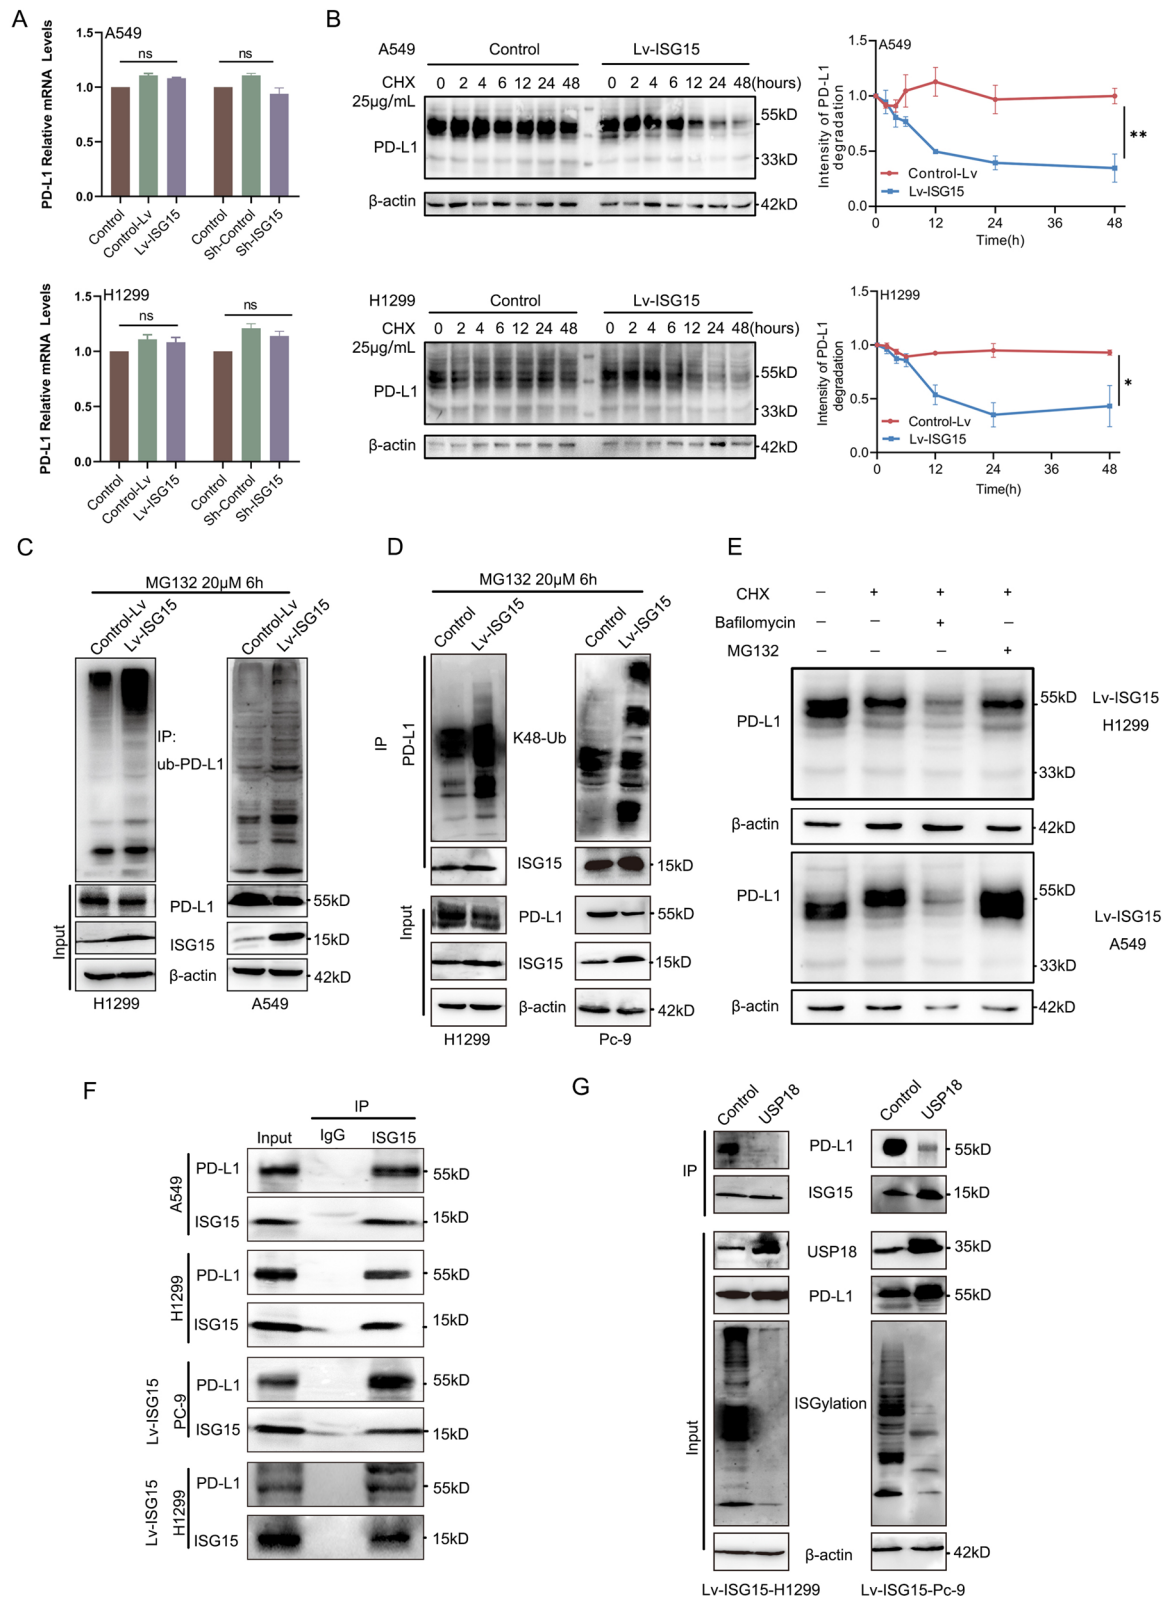 A
PD-L1 Relative mRNA Levels
1.5
1.0
0.5
0.0
A549
ns
ns
Control
Control-Lv
Lv-ISG15
Control
Sh-Control
Sh-ISG15
PD-L1 Relative mRNA Levels
1.5
1.0
0.5
0.0
H1299
ns
ns
Control
Control-Lv
Lv-ISG15
Control
Sh-Control
Sh-ISG15
B
A549 Control Lv-ISG15
CHX 0 2 4 6 12 24 48 0 2 4 6 12 24 48(hours)
25μg/mL
55kD
PD-L1
33kD
β-actin 42kD
Intensity of PD-L1
degradation
1.5
1.0
0.5
0.0
A549
Control-Lv
Lv-ISG15
**
0 12 24 36 48
Time(h)
H1299 Control Lv-ISG15
CHX 0 2 4 6 12 24 48 0 2 4 6 12 24 48(hours)
25μg/mL
55kD
PD-L1
33kD
β-actin 42kD
Intensity of PD-L1
degradation
1.5
1.0
0.5
0.0
H1299
Control-Lv
Lv-ISG15
*
0 12 24 36 48
Time(h)
C
MG132 20μM 6h
Control-Lv
Lv-ISG15
Control-Lv
Lv-ISG15
IP:
ub-PD-L1
Input
PD-L1 55kD
ISG15 15kD
β-actin 42kD
H1299 A549
D
MG132 20μM 6h
Control
Lv-ISG15
Control
Lv-ISG15
IP
PD-L1
K48-Ub
ISG15 15kD
Input
PD-L1 55kD
ISG15 15kD
β-actin 42kD
H1299 Pc-9
E
CHX – + + +
Bafilomycin – – + –
MG132 – – – +
PD-L1
55kD
33kD
Lv-ISG15
H1299
β-actin 42kD
PD-L1
55kD
33kD
Lv-ISG15
A549
β-actin 42kD
F
IP
Input IgG ISG15
A549
PD-L1 55kD
ISG15 15kD
H1299
PD-L1 55kD
ISG15 15kD
Lv-ISG15
PC-9
PD-L1 55kD
ISG15 15kD
Lv-ISG15
H1299
PD-L1 55kD
ISG15 15kD
G
Control
USP18
Control
USP18
IP
PD-L1 55kD
ISG15 15kD
Input
USP18 35kD
PD-L1 55kD
ISGylation
β-actin 42kD
Lv-ISG15-H1299 Lv-ISG15-Pc-9